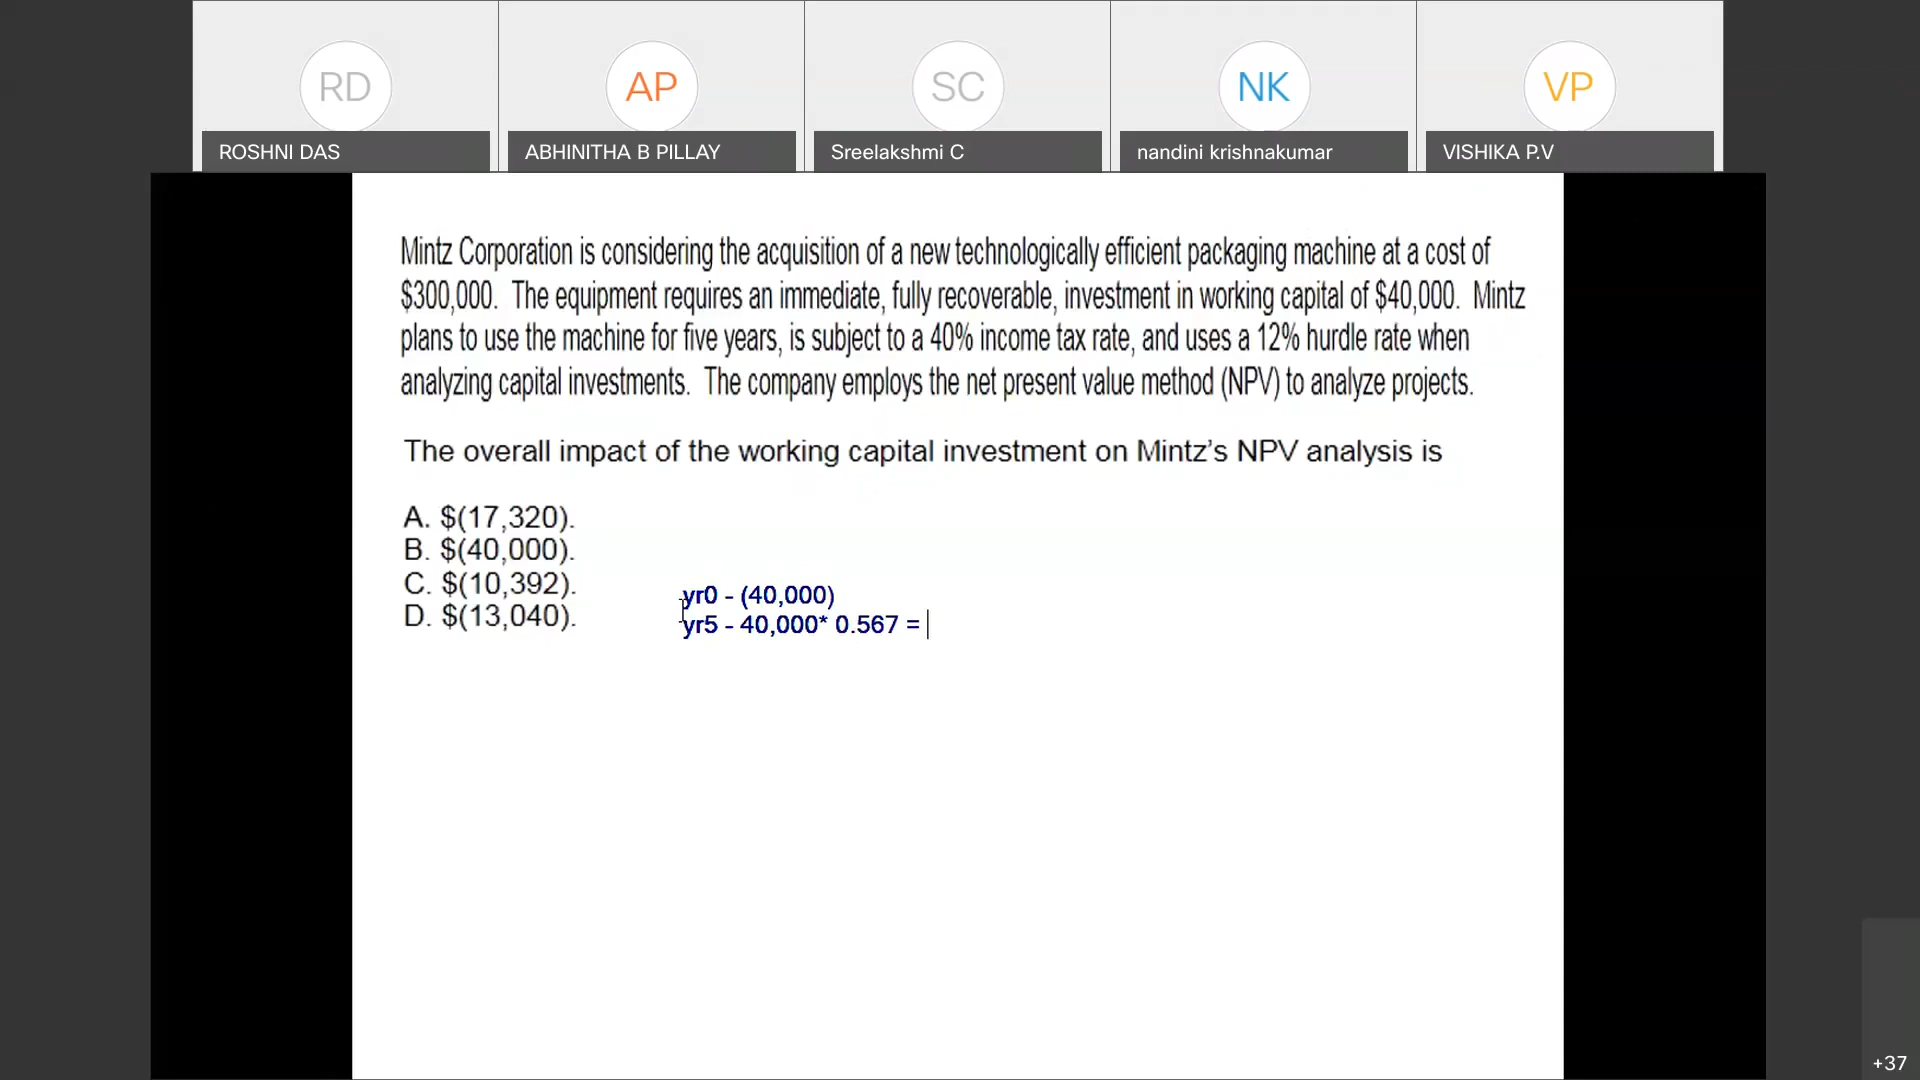 RD
AP
SC
NK
VP
ROSHNI DAS
ABHINITHA B PILLAY
Sreelakshmi C
nandini krishnakumar
VISHIKA P.V
Mintz Corporation is considering the acquisition of a new technologically efficient packaging machine at a cost of
$300,000. The equipment requires an immediate, fully recoverable, investment in working capital of $40,000. Mintz
plans to use the machine for five years, is subject to a 40% income tax rate, and uses a 12% hurdle rate when
analyzing capital investments. The company employs the net present value method (NPV) to analyze projects.
The overall impact of the working capital investment on Mintz’s NPV analysis is
A. $(17,320).
B. $(40,000).
C. $(10,392).
D. $(13,040).
yr0 - (40,000)
yr5 - 40,000* 0.567 =
+37